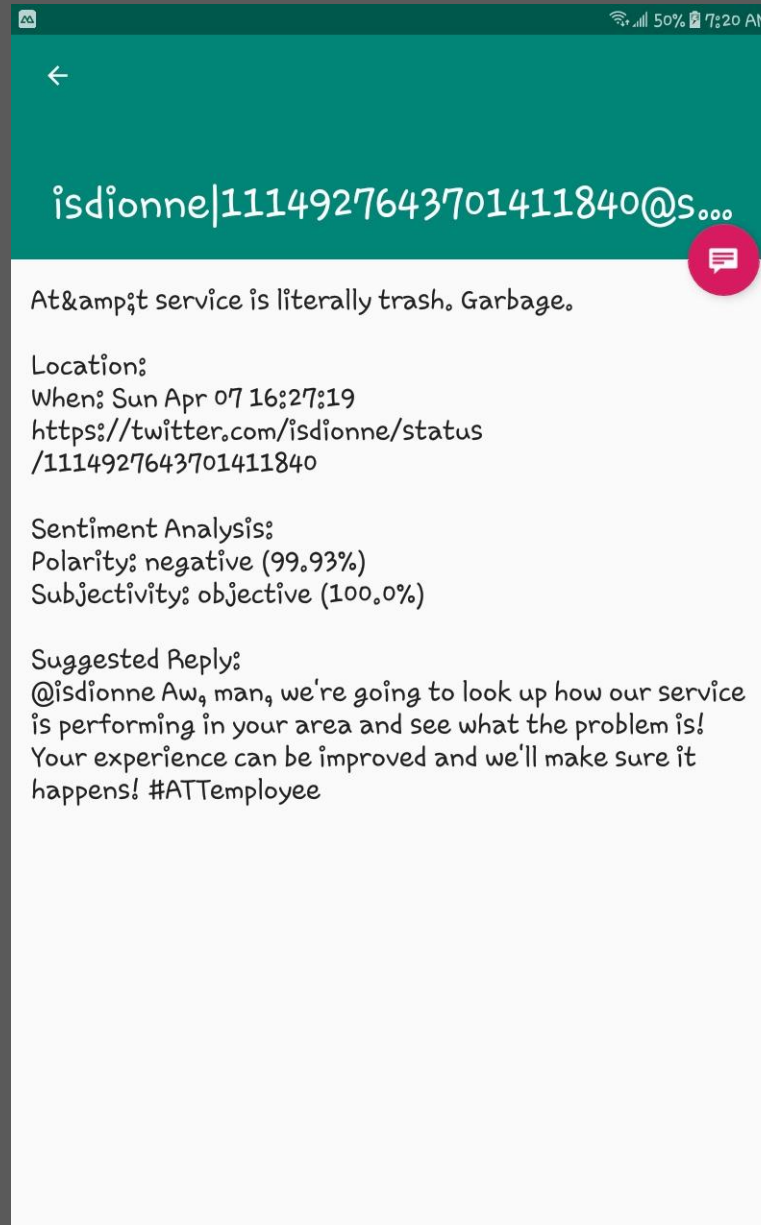 50% 7:20 AM
isdionne|1114927643701411840@s...
At&amp;t service is literally trash. Garbage.
Location:
When: Sun Apr 07 16:27:19
https://twitter.com/isdionne/status
/1114927643701411840
Sentiment Analysis:
Polarity: negative (99.93%)
Subjectivity: objective (100.0%)
Suggested Reply:
@isdionne Aw, man, we're going to look up how our service
is performing in your area and see what the problem is!
Your experience can be improved and we'll make sure it
happens! #ATTemployee